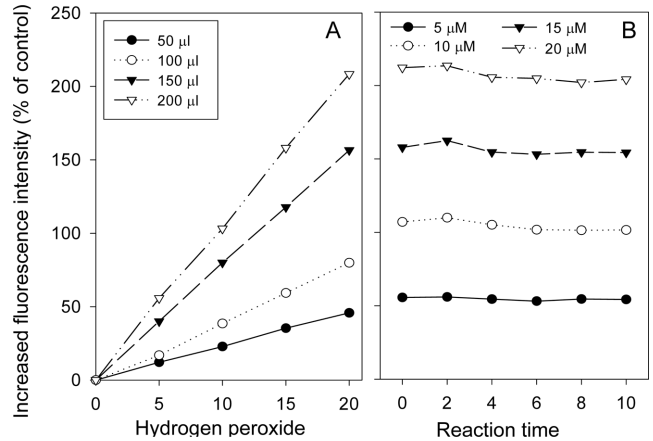 Increased fluorescence intensity (% of control)
250
200
150
100
50
0
A
50 µl
100 µl
150 µl
200 µl
0 5 10 15 20
Hydrogen peroxide
B
5 µM 15 µM
10 µM 20 µM
0 2 4 6 8 10
Reaction time